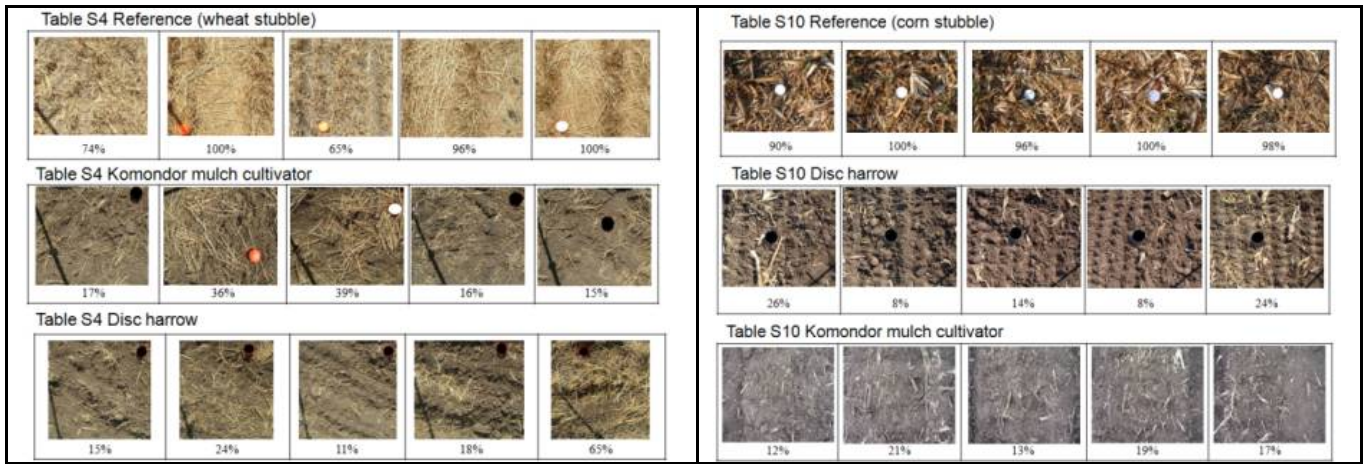 Table S4 Reference (wheat stubble)
74% 100% 65% 96% 100%
Table S4 Komondor mulch cultivator
17% 36% 39% 16% 15%
Table S4 Disc harrow
15% 24% 11% 18% 65%
Table S10 Reference (corn stubble)
90% 100% 96% 100% 98%
Table S10 Disc harrow
26% 8% 14% 8% 24%
Table S10 Komondor mulch cultivator
12% 21% 13% 19% 17%